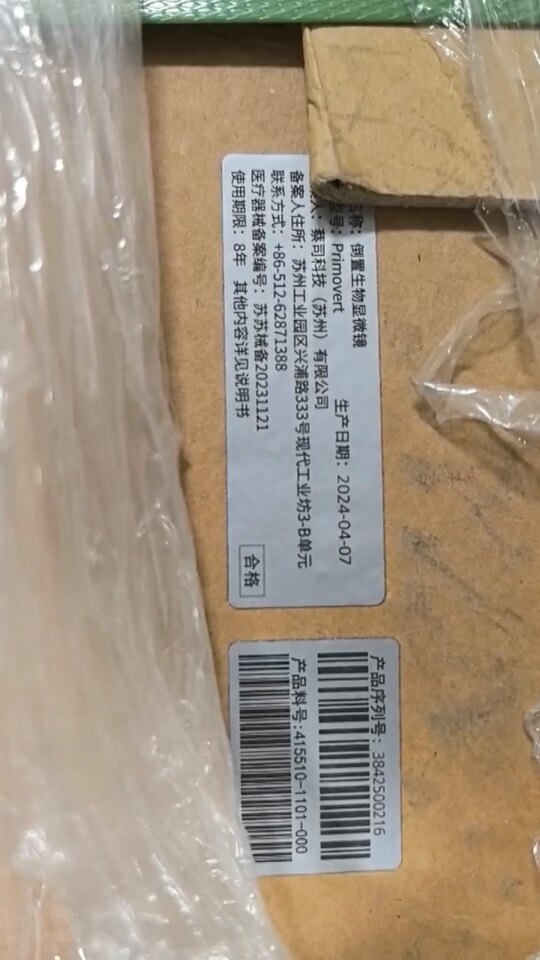 名称：倒置生物显微镜
型号：Primovert 生产日期：2024-04-07
案人：蔡司科技（苏州）有限公司
备案人住所：苏州工业园区兴浦路333号现代工业坊3-B单元
联系方式：+86-512-62871388
医疗器械备案编号：苏苏械备20231121
使用期限：8年 其他内容详见说明书
合格
产品序列号：3842500216
产品料号:415510-1101-000